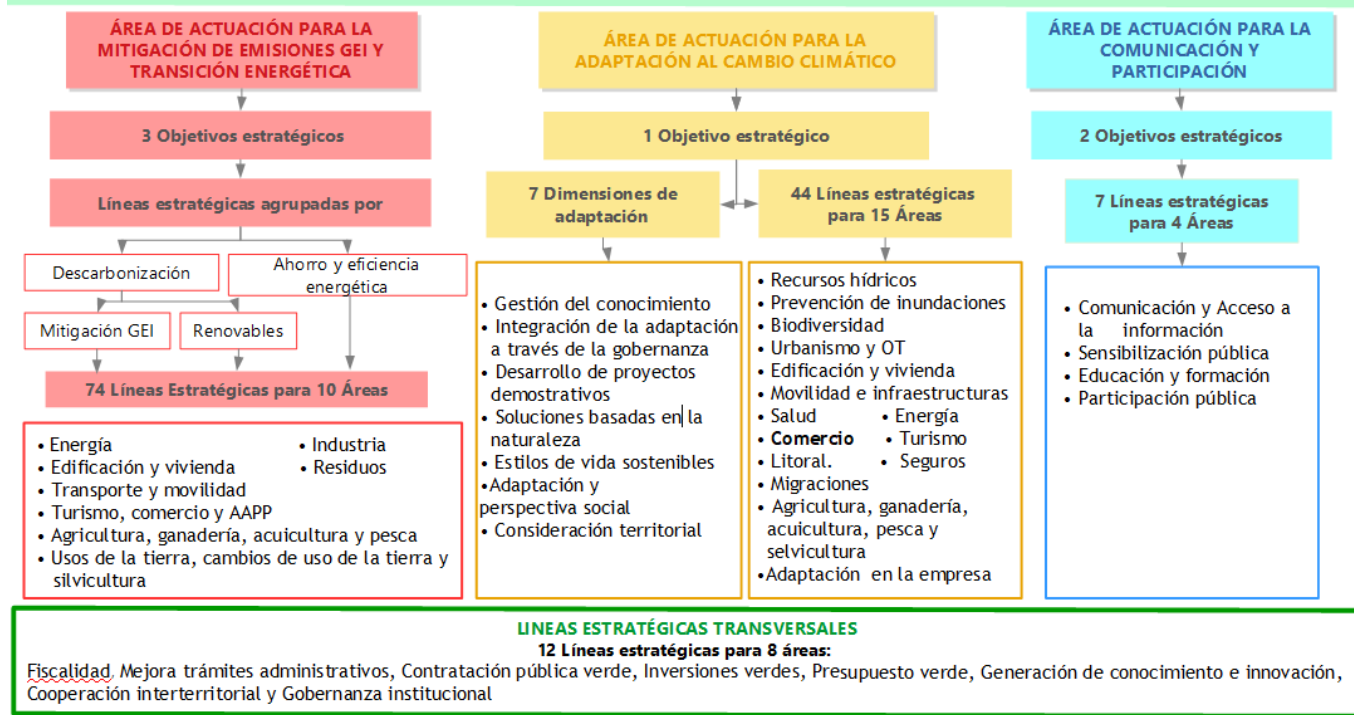 ÁREA DE ACTUACIÓN PARA LA
MITIGACIÓN DE EMISIONES GEI Y
TRANSICIÓN ENERGÉTICA
3 Objetivos estratégicos
Líneas estratégicas agrupadas por
Descarbonización
Ahorro y eficiencia
energética
Mitigación GEI
Renovables
74 Líneas Estratégicas para 10 Áreas
• Energía
• Industria
• Edificación y vivienda
• Residuos
• Transporte y movilidad
• Turismo, comercio y AAPP
• Agricultura, ganadería, acuicultura y pesca
• Usos de la tierra, cambios de uso de la tierra y
silvicultura
ÁREA DE ACTUACIÓN PARA LA
ADAPTACIÓN AL CAMBIO CLIMÁTICO
1 Objetivo estratégico
7 Dimensiones de
adaptación
• Gestión del conocimiento
• Integración de la adaptación
a través de la gobernanza
• Desarrollo de proyectos
demostrativos
• Soluciones basadas en la
naturaleza
• Estilos de vida sostenibles
•Adaptación y
perspectiva social
• Consideración territorial
44 Líneas estratégicas
para 15 Áreas
• Recursos hídricos
• Prevención de inundaciones
• Biodiversidad
• Urbanismo y OT
• Edificación y vivienda
• Movilidad e infraestructuras
• Salud
• Energía
• Comercio
• Turismo
• Litoral.
• Seguros
• Migraciones
• Agricultura, ganadería,
acuicultura, pesca y
selvicultura
•Adaptación en la empresa
ÁREA DE ACTUACIÓN PARA LA
COMUNICACIÓN Y
PARTICIPACIÓN
2 Objetivos estratégicos
7 Líneas estratégicas
para 4 Áreas
• Comunicación y Acceso a
la información
• Sensibilización pública
• Educación y formación
• Participación pública
LINEAS ESTRATÉGICAS TRANSVERSALES
12 Líneas estratégicas para 8 áreas:
Fiscalidad, Mejora trámites administrativos, Contratación pública verde, Inversiones verdes, Presupuesto verde, Generación de conocimiento e innovación,
Cooperación interterritorial y Gobernanza institucional